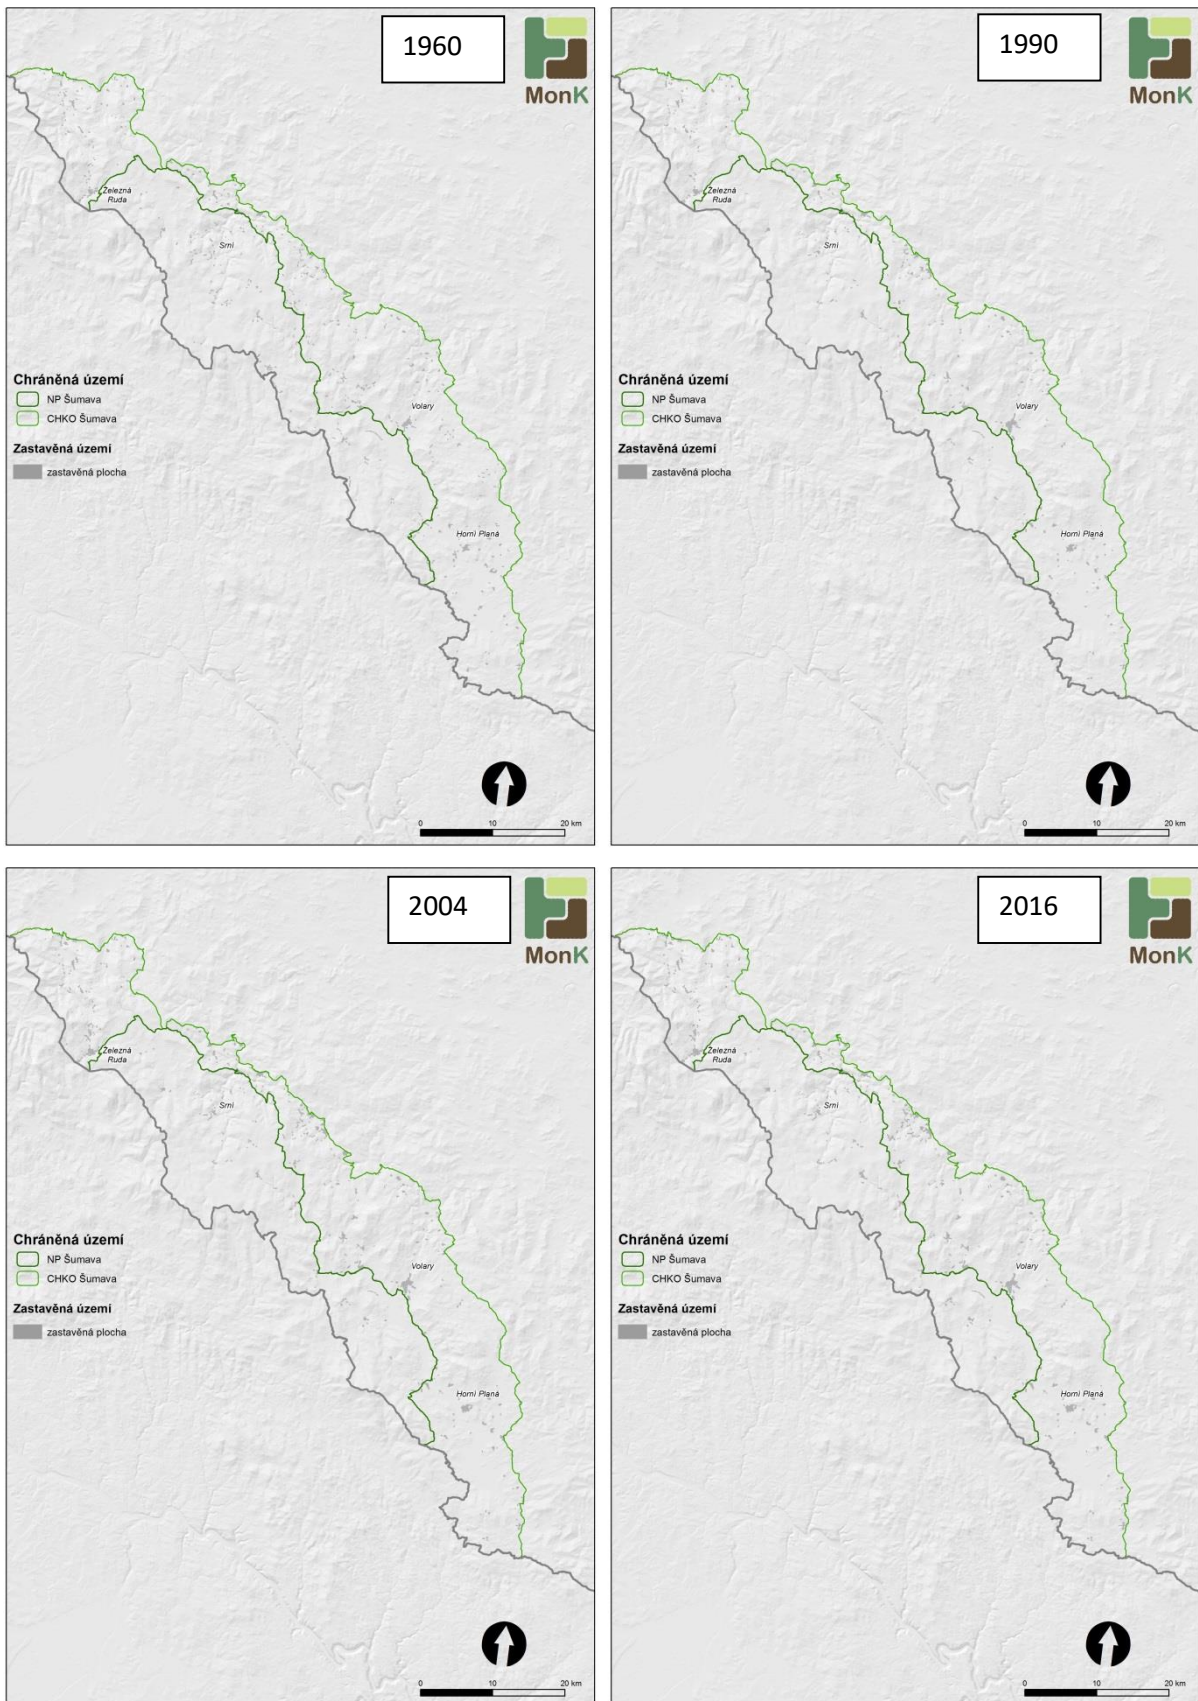 1960
MonK
Železná
Ruda
Srní
Chráněná území
NP Šumava
CHKO Šumava
Volary
Zastavěná území
zastavěná plocha
Horní Planá
0 10 20 km
1990
MonK
Železná
Ruda
Srní
Chráněná území
NP Šumava
CHKO Šumava
Volary
Zastavěná území
zastavěná plocha
Horní Planá
0 10 20 km
2004
MonK
Železná
Ruda
Srní
Chráněná území
NP Šumava
CHKO Šumava
Volary
Zastavěná území
zastavěná plocha
Horní Planá
0 10 20 km
2016
MonK
Železná
Ruda
Srní
Chráněná území
NP Šumava
CHKO Šumava
Volary
Zastavěná území
zastavěná plocha
Horní Planá
0 10 20 km